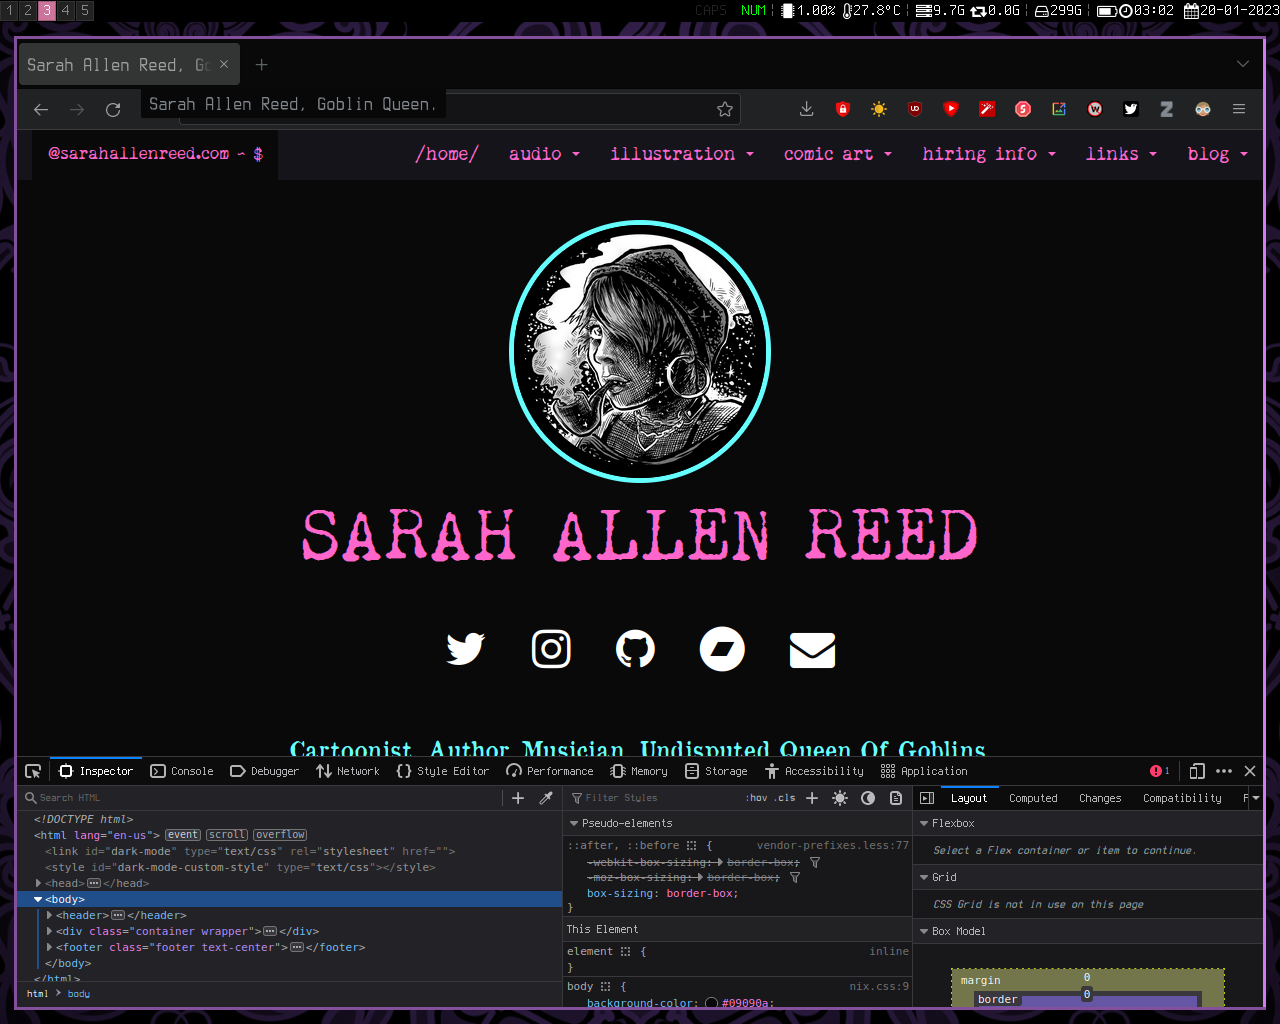 1 2 3 4 5 CAPS NUM 1.00% 27.8°C 9.7G 0.0G 299G 03:02 20-01-2023
Sarah Allen Reed, Go
Sarah Allen Reed, Goblin Queen.
@sarahallenreed.com ~ $ /home/ audio illustration comic art hiring info links blog
SARAH ALLEN REED
Cartoonist. Author. Musician. Undisputed Queen Of Goblins
Inspector Console Debugger Network Style Editor Performance Memory Storage Accessibility Application 1
Search HTML
<!DOCTYPE html>
<html lang="en-us"> event scroll overflow
<link id="dark-mode" type="text/css" rel="stylesheet" href="">
<style id="dark-mode-custom-style" type="text/css"></style>
<head></head>
<body>
<header></header>
<div class="container wrapper"></div>
<footer class="footer text-center"></footer>
</body>
</html>
html > body
Filter Styles :hov .cls
Pseudo-elements
::after, ::before { vendor-prefixes.less:77
-webkit-box-sizing: border-box;
-moz-box-sizing: border-box;
box-sizing: border-box;
}
This Element
element { inline
}
body { nix.css:9
background-color: #09090a;
Layout Computed Changes Compatibility F
Flexbox
Select a Flex container or item to continue.
Grid
CSS Grid is not in use on this page
Box Model
margin 0
border 0